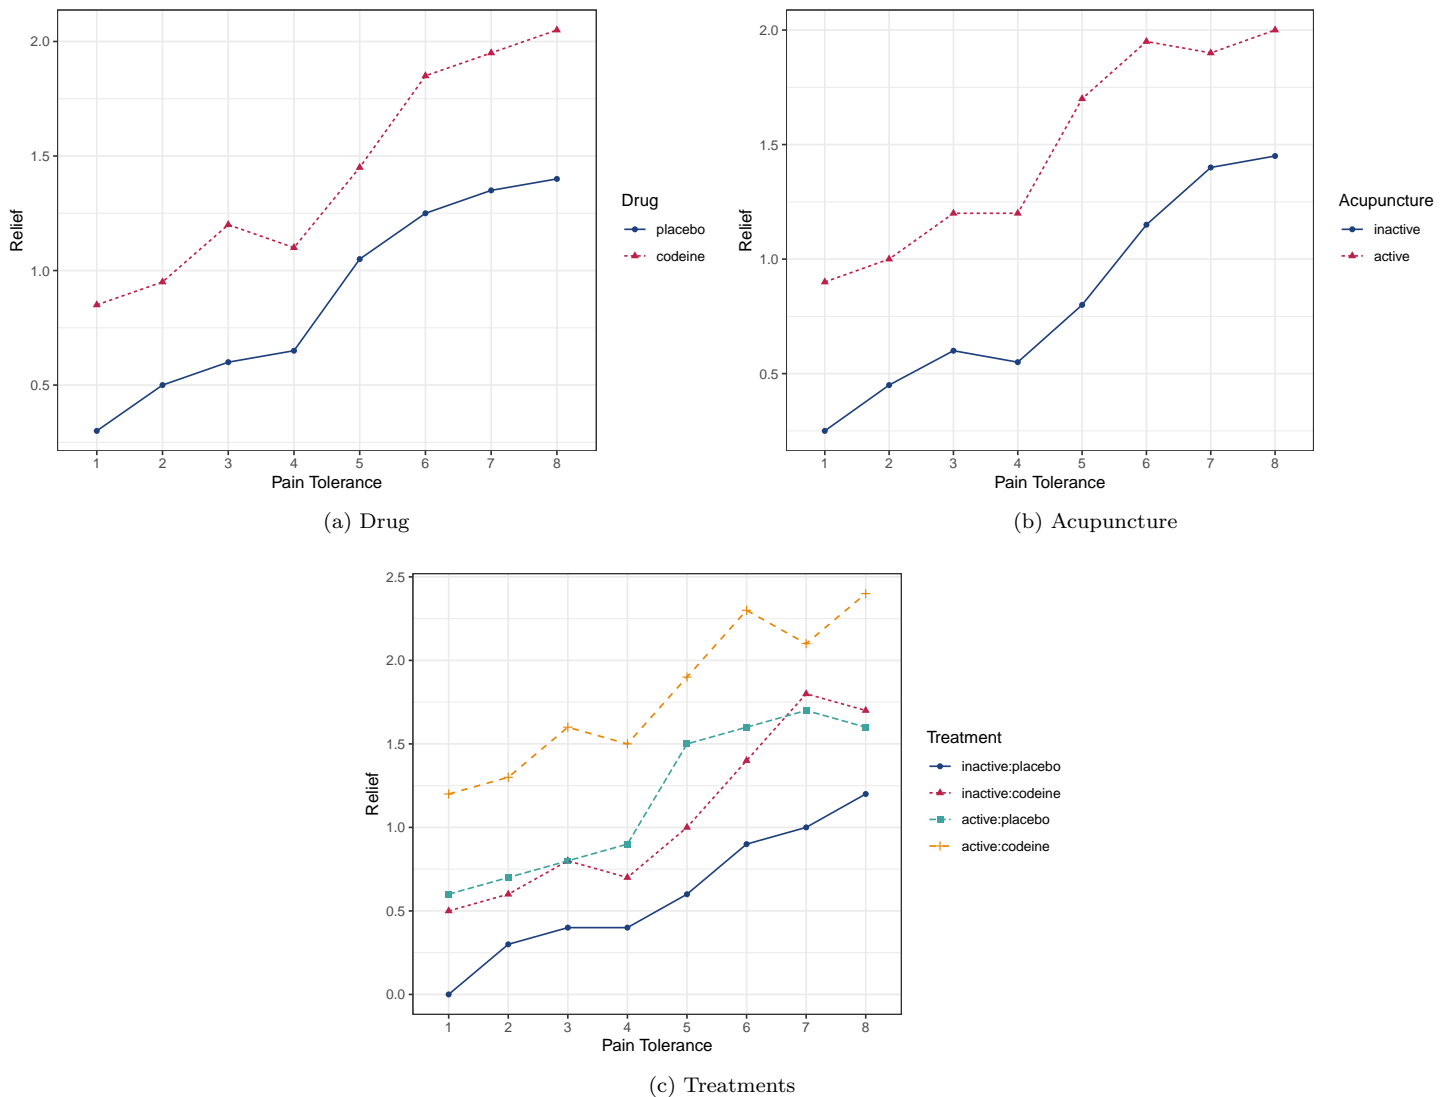 2.0
1.5
1.0
0.5
Relief
1 2 3 4 5 6 7 8
Pain Tolerance
Drug
placebo
codeine
(a) Drug
2.0
1.5
1.0
0.5
Relief
1 2 3 4 5 6 7 8
Pain Tolerance
Acupuncture
inactive
active
(b) Acupuncture
2.5
2.0
1.5
1.0
0.5
0.0
Relief
1 2 3 4 5 6 7 8
Pain Tolerance
Treatment
inactive:placebo
inactive:codeine
active:placebo
active:codeine
(c) Treatments